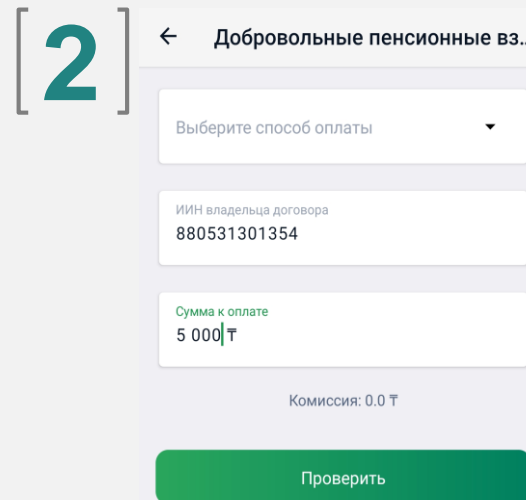 [2]
← Добровольные пенсионные вз...
Выберите способ оплаты
ИИН владельца договора
880531301354
Сумма к оплате
5 000 ₸
Комиссия: 0.0 ₸
Проверить